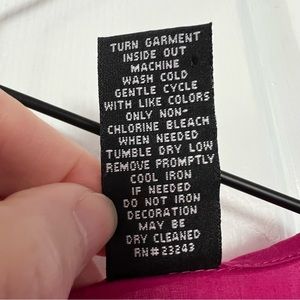 TURN GARMENT
INSIDE OUT
MACHINE
WASH COLD
GENTLE CYCLE
WITH LIKE COLORS
ONLY NON-
CHLORINE BLEACH
WHEN NEEDED
TUMBLE DRY LOW
REMOVE PROMPTLY
COOL IRON
IF NEEDED
DO NOT IRON
DECORATION
MAY BE
DRY CLEANED
RN#23243